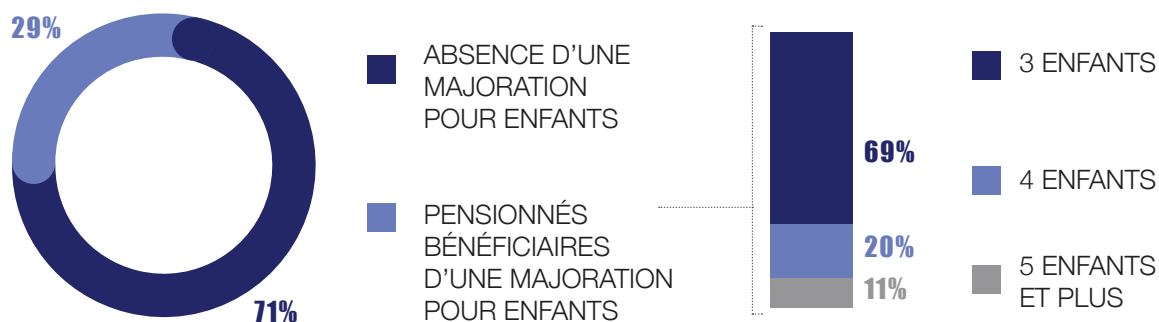 29%
71%
ABSENCE D'UNE
MAJORATION
POUR ENFANTS
PENSIONNÉS
BÉNÉFICIAIRES
D'UNE MAJORATION
POUR ENFANTS
69%
20%
11%
3 ENFANTS
4 ENFANTS
5 ENFANTS
ET PLUS